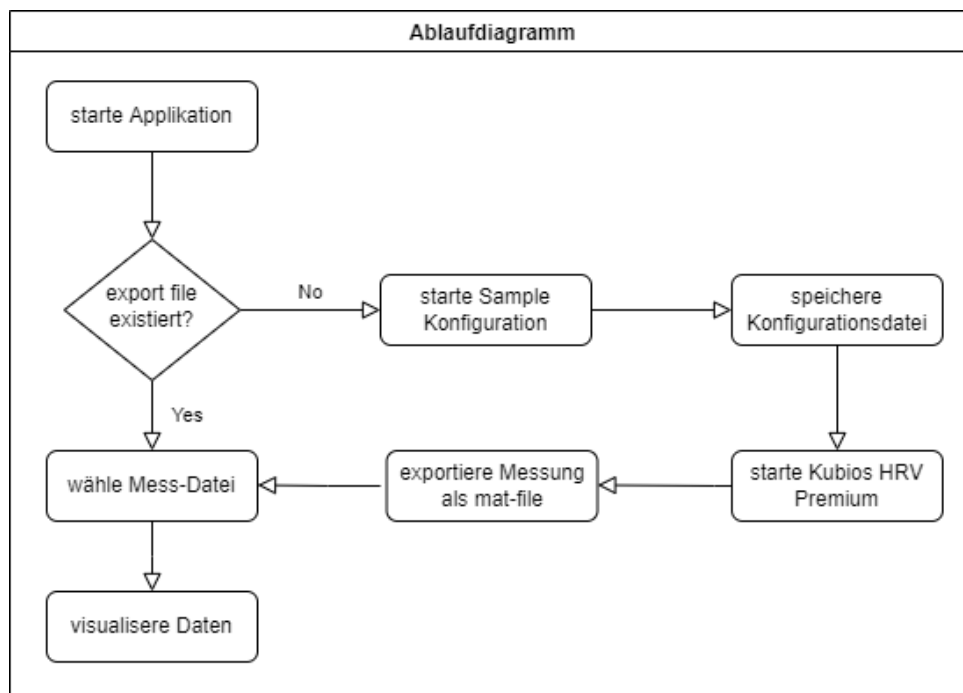 Ablaufdiagramm
starte Applikation
export file
existiert?
No
starte Sample
Konfiguration
speichere
Konfigurationsdatei
Yes
wähle Mess-Datei
exportiere Messung
als mat-file
starte Kubios HRV
Premium
visualisere Daten